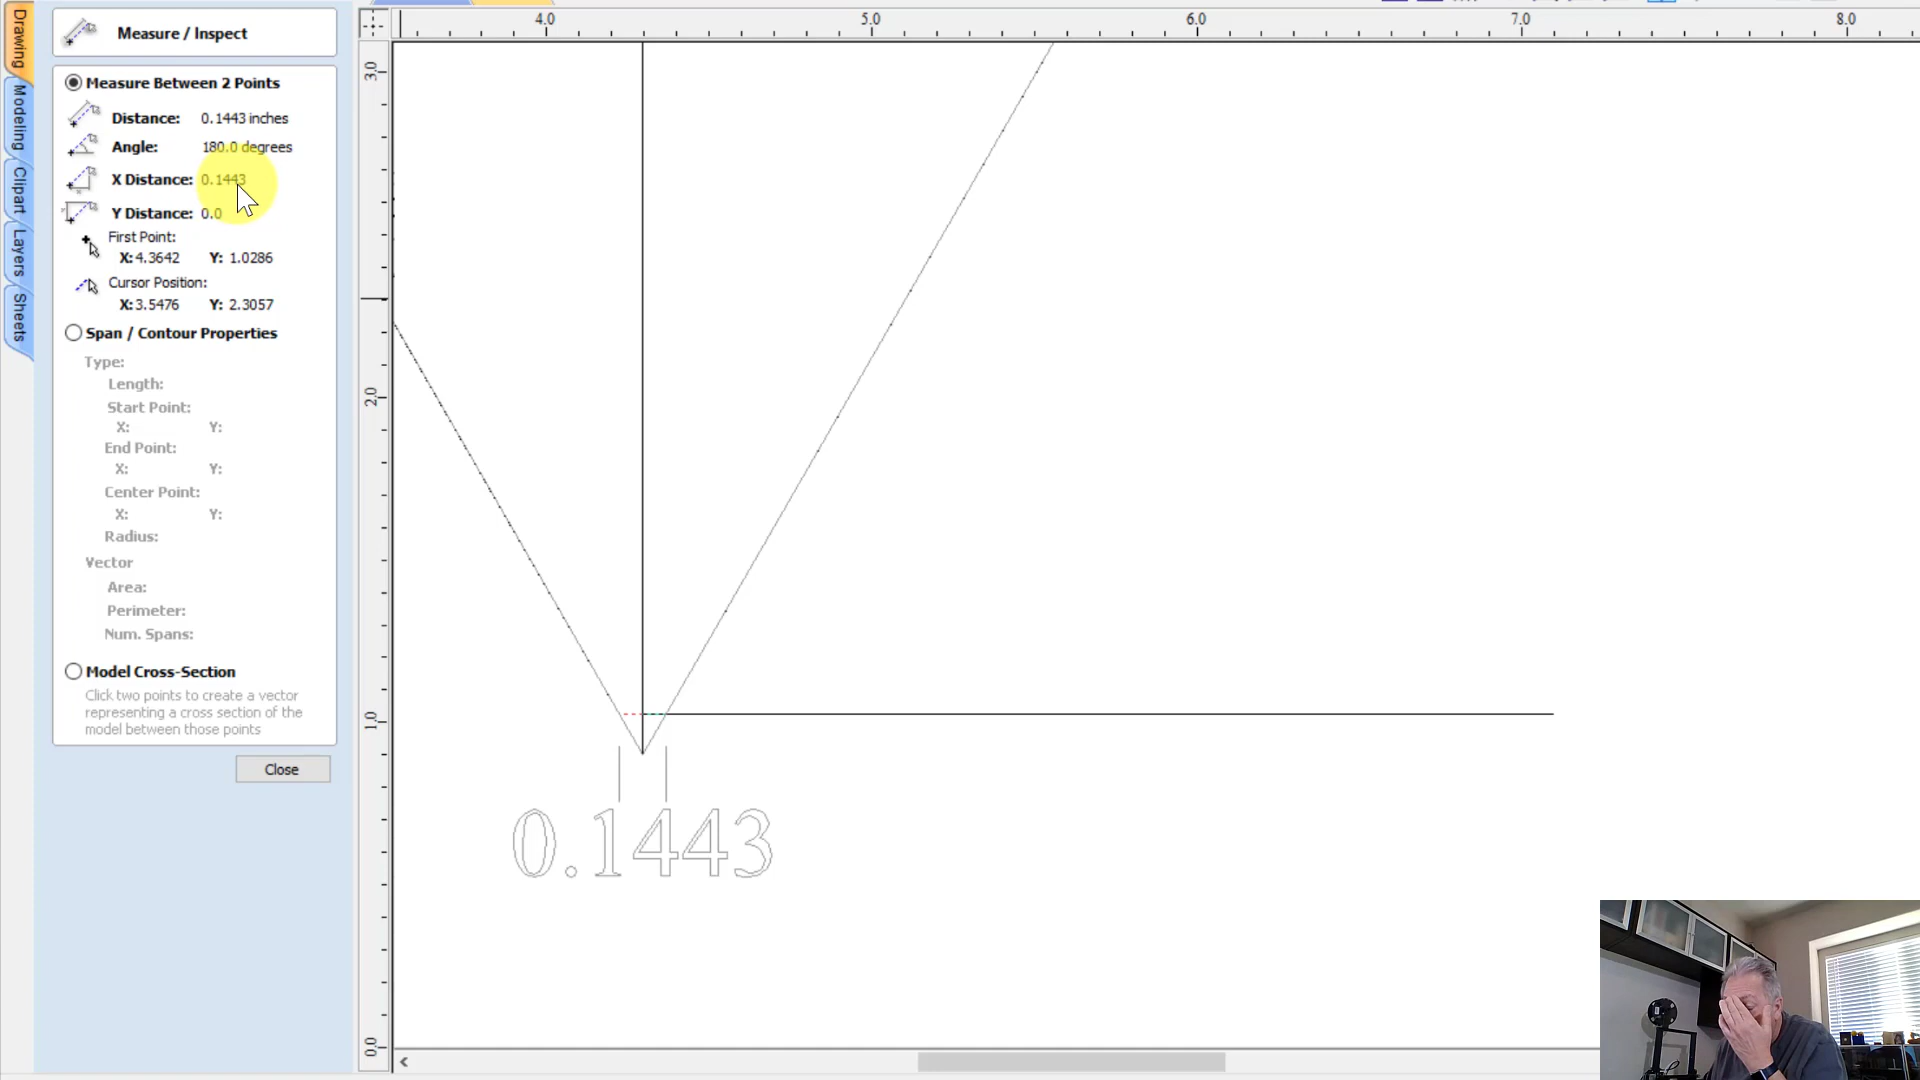 Drawing
Modeling
Clipart
Layers
Sheets
Measure / Inspect
Measure Between 2 Points
Distance: 0.1443 inches
Angle: 180.0 degrees
X Distance: 0.1443
Y Distance: 0.0
First Point:
X:4.3642 Y: 1.0286
Cursor Position:
X:3.5476 Y: 2.3057
Span / Contour Properties
Type:
Length:
Start Point:
X: Y:
End Point:
X: Y:
Center Point:
X: Y:
Radius:
Vector
Area:
Perimeter:
Num. Spans:
Model Cross-Section
Click two points to create a vector
representing a cross section of the
model between those points
Close
4.0 5.0 6.0 7.0 8.0
3.0
2.0
1.0
0.0
0.1443